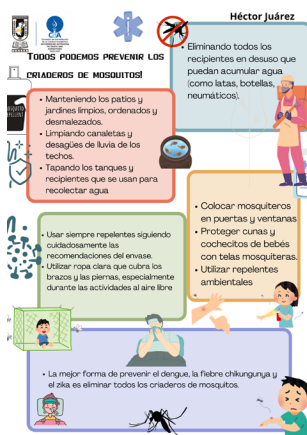 Héctor Juárez
CBA
Todos podemos prevenir los
criaderos de mosquitos!
Eliminando todos los
recipientes en desuso que
puedan acumular agua
(como latas, botellas,
neumáticos).
Manteniendo los patios y
jardines limpios, ordenados y
desmalezados.
Limpiando canaletas y
desagües de lluvia de los
techos.
Tapando los tanques y
recipientes que se usan para
recolectar agua
Colocar mosquiteros
en puertas y ventanas
Proteger cunas y
cochecitos de bebés
con telas mosquiteras.
Utilizar repelentes
ambientales
Usar siempre repelentes siguiendo
cuidadosamente las
recomendaciones del envase.
Utilizar ropa clara que cubra los
brazos y las piernas, especialmente
durante las actividades al aire libre
La mejor forma de prevenir el dengue, la fiebre chikungunya y
el zika es eliminar todos los criaderos de mosquitos.